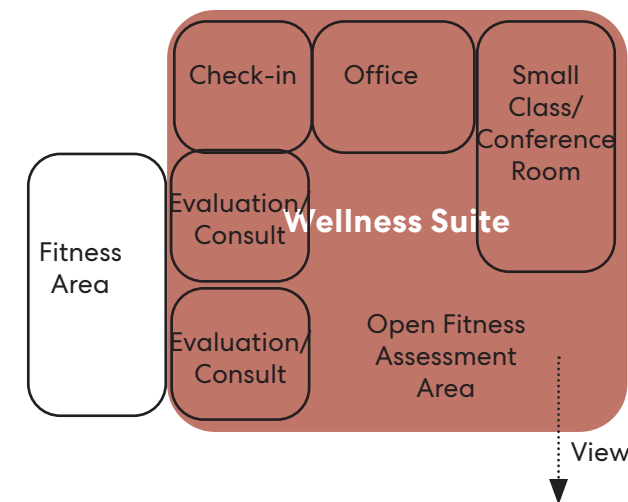 Check-in
Office
Small
Class/
Conference
Room
Evaluation/
Consult
Wellness Suite
Fitness
Area
Evaluation/
Consult
Open Fitness
Assessment
Area
View